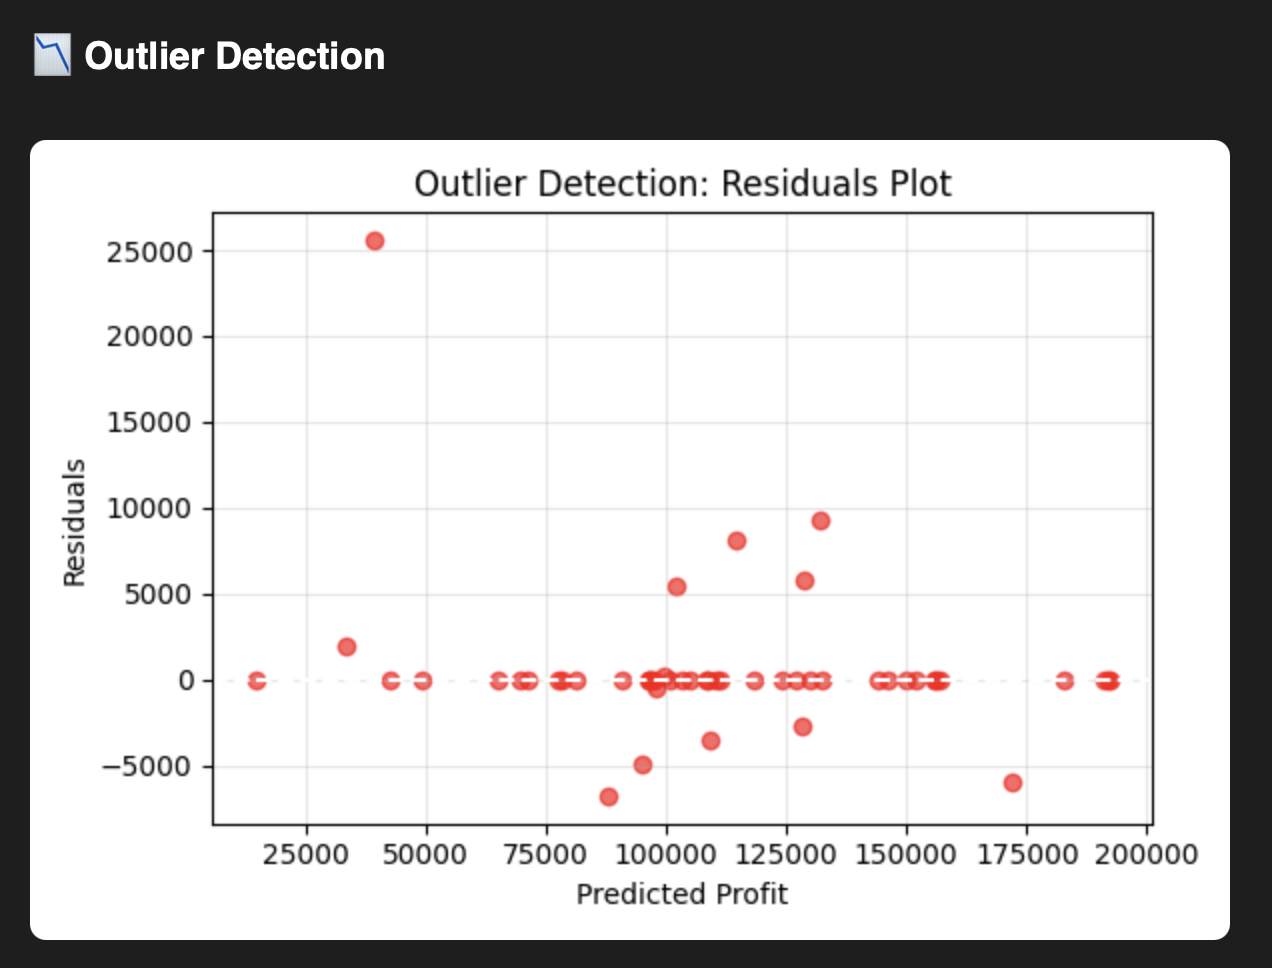 Outlier Detection
Outlier Detection: Residuals Plot
25000
20000
15000
10000
5000
0
−5000
Residuals
25000 50000 75000 100000 125000 150000 175000 200000
Predicted Profit